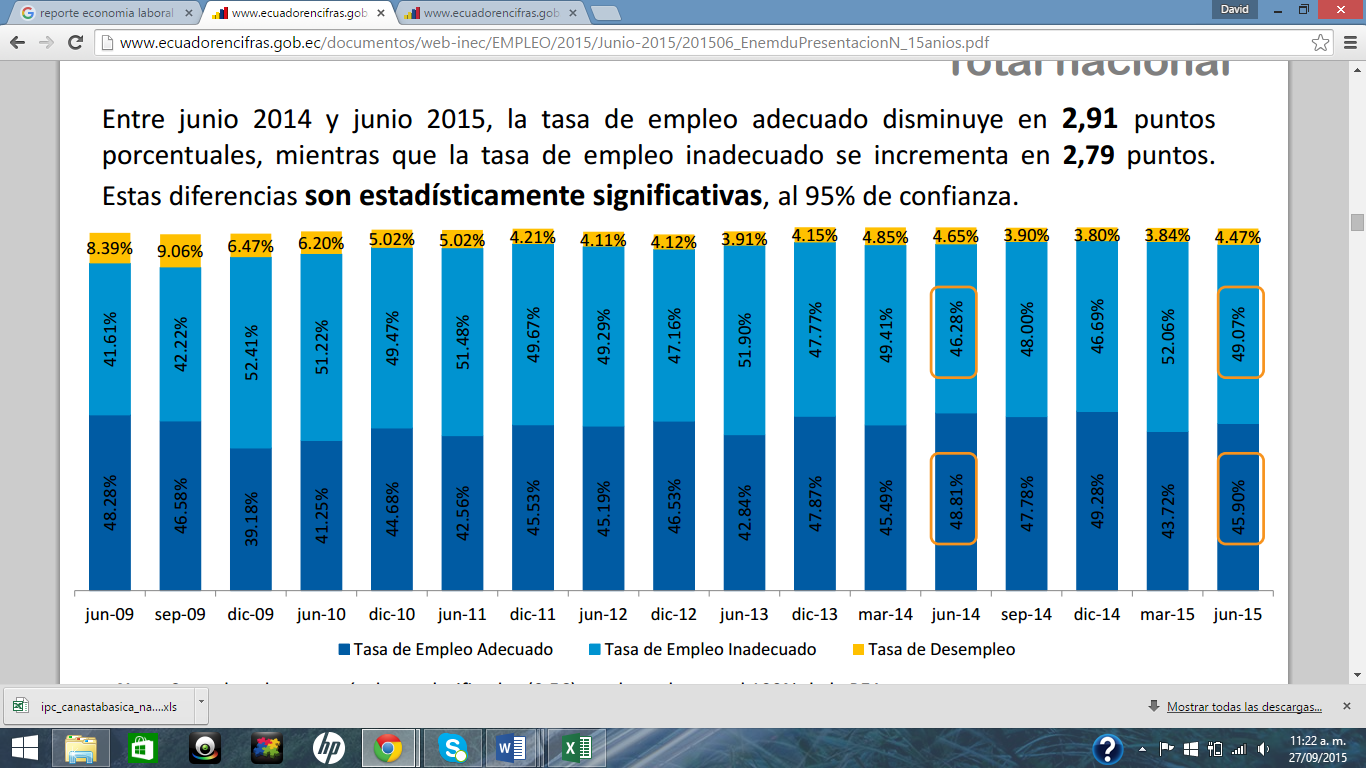 reporte economia laboral
www.ecuadorencifras.gob
www.ecuadorencifras.gob
David
www.ecuadorencifras.gob.ec/documentos/web-inec/EMPLEO/2015/Junio-2015/201506_EnemduPresentacionN_15anios.pdf
Total nacional
Entre junio 2014 y junio 2015, la tasa de empleo adecuado disminuye en 2,91 puntos
porcentuales, mientras que la tasa de empleo inadecuado se incrementa en 2,79 puntos.
Estas diferencias son estadísticamente significativas, al 95% de confianza.
8.39% 9.06% 6.47% 6.20% 5.02% 5.02% 4.21% 4.11% 4.12% 3.91% 4.15% 4.85% 4.65% 3.90% 3.80% 3.84% 4.47%
41.61% 42.22% 52.41% 51.22% 49.47% 51.48% 49.67% 49.29% 47.16% 51.90% 47.77% 49.41% 46.28% 48.00% 46.69% 52.06% 49.07%
48.28% 46.58% 39.18% 41.25% 44.68% 42.56% 45.53% 45.19% 46.53% 42.84% 47.87% 45.49% 48.81% 47.78% 49.28% 43.72% 45.90%
jun-09 sep-09 dic-09 jun-10 dic-10 jun-11 dic-11 jun-12 dic-12 jun-13 dic-13 mar-14 jun-14 sep-14 dic-14 mar-15 jun-15
Tasa de Empleo Adecuado Tasa de Empleo Inadecuado Tasa de Desempleo
ipc_canastabasica_na....xls
Mostrar todas las descargas...
hp
11:22 a. m.
27/09/2015